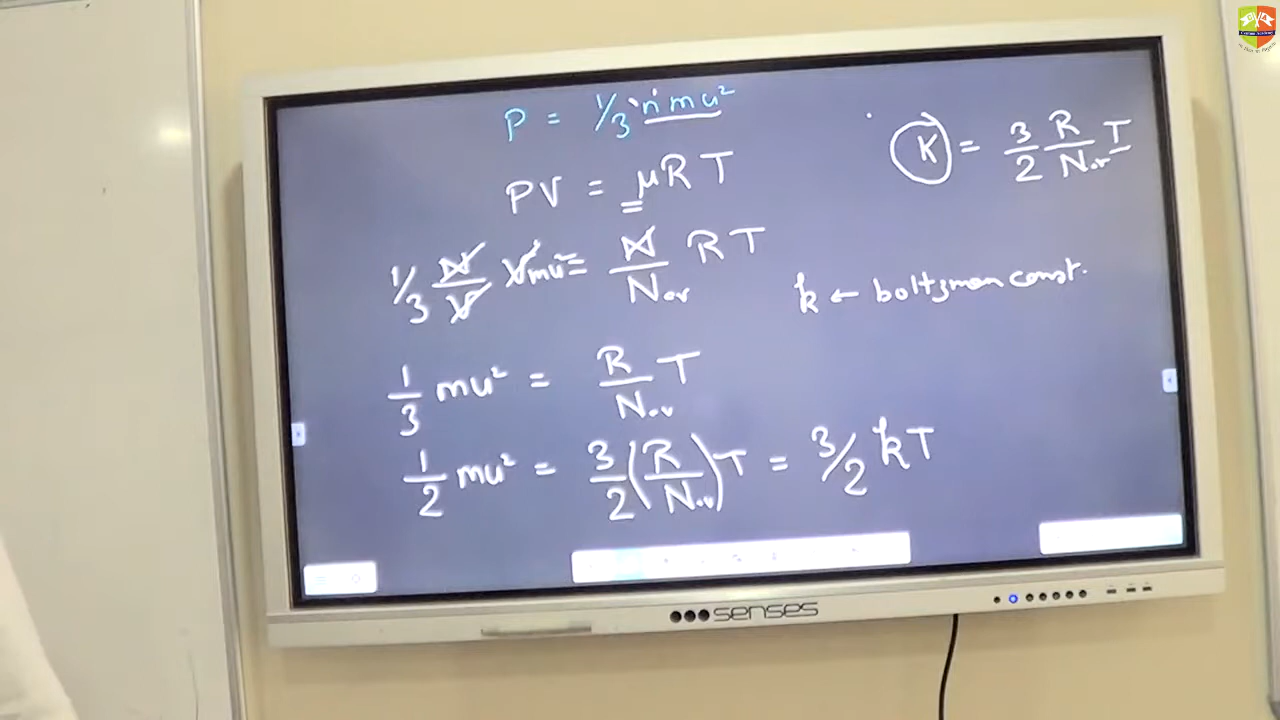 P = 1/3 n m u²
PV = μRT
1/3 N/V V mu² = N/Nav RT
1/3 mu² = R/Nav T
1/2 mu² = 3/2 (R/Nav) T = 3/2 kT
K = 3/2 R/Nav T
k ← boltzman const.
senses